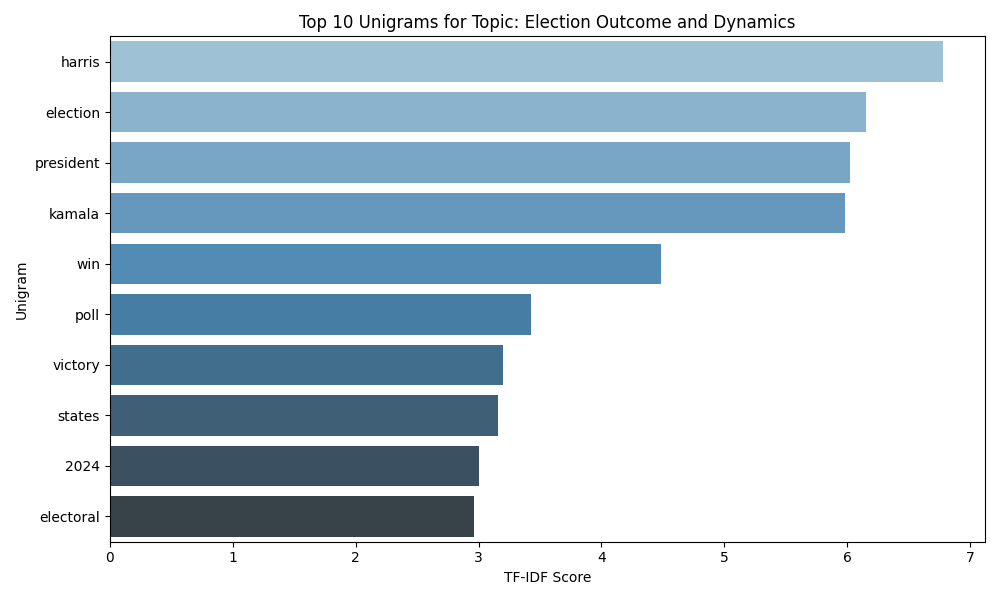 Top 10 Unigrams for Topic: Election Outcome and Dynamics
Unigram
harris
election
president
kamala
win
poll
victory
states
2024
electoral
0 1 2 3 4 5 6 7
TF-IDF Score